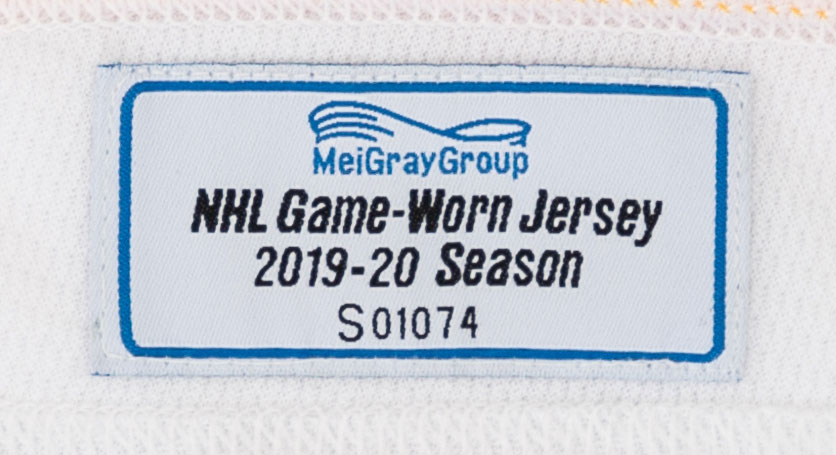 MeiGrayGroup
NHL Game-Worn Jersey
2019-20 Season
S01074